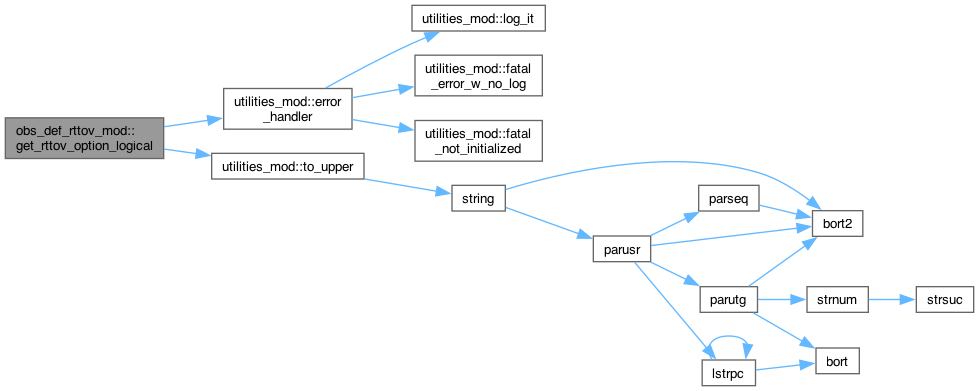 utilities_mod::log_it
utilities_mod::fatal
_error_w_no_log
utilities_mod::error
_handler
utilities_mod::fatal
_not_initialized
obs_def_rttov_mod::
get_rttov_option_logical
utilities_mod::to_upper
string
parseq
bort2
parusr
parutg
strnum
strsuc
lstrpc
bort